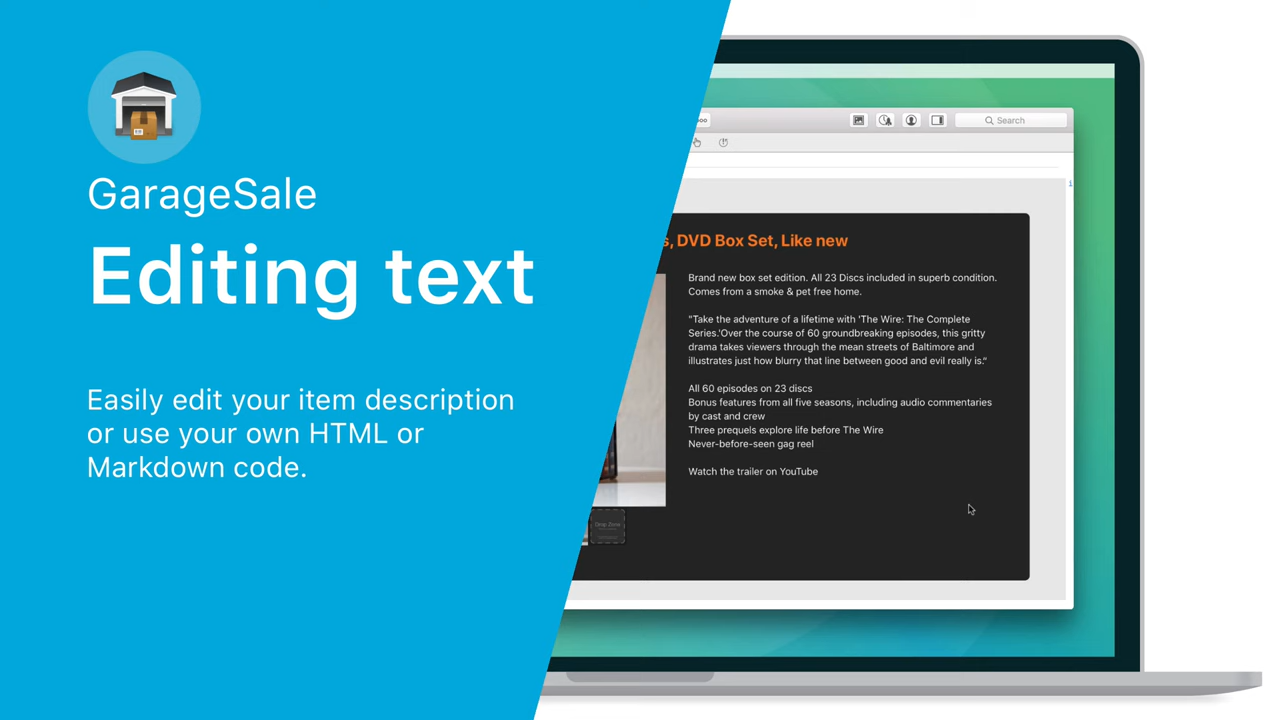 GarageSale
Editing text
Easily edit your item description
or use your own HTML or
Markdown code.
Search
1
s, DVD Box Set, Like new
Brand new box set edition. All 23 Discs included in superb condition.
Comes from a smoke & pet free home.
"Take the adventure of a lifetime with 'The Wire: The Complete
Series.'Over the course of 60 groundbreaking episodes, this gritty
drama takes viewers through the mean streets of Baltimore and
illustrates just how blurry that line between good and evil really is."
All 60 episodes on 23 discs
Bonus features from all five seasons, including audio commentaries
by cast and crew
Three prequels explore life before The Wire
Never-before-seen gag reel
Watch the trailer on YouTube
Drop Zone